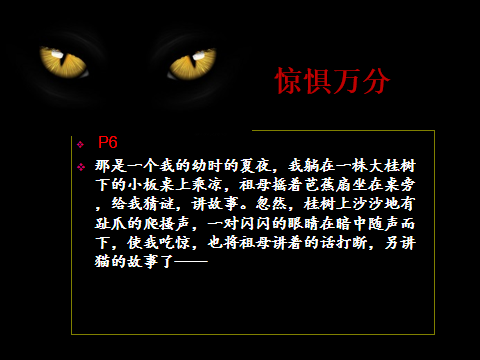 惊惧万分
P6
那是一个我的幼时的夏夜，我躺在一株大桂树
下的小板桌上乘凉，祖母摇着芭蕉扇坐在桌旁
，给我猜谜，讲故事。忽然，桂树上沙沙地有
趾爪的爬搔声，一对闪闪的眼睛在暗中随声而
下，使我吃惊，也将祖母讲着的话打断，另讲
猫的故事了——